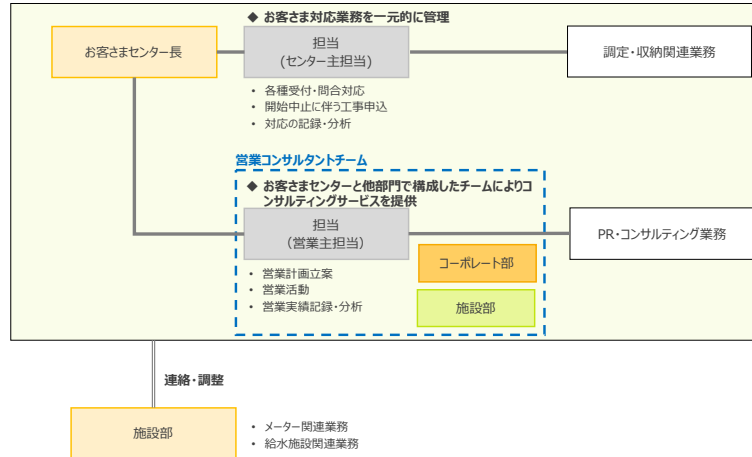 ◆ お客さま対応業務を一元的に管理
お客さまセンター長
担当
(センター主担当)
調定・収納関連業務
• 各種受付・問合対応
• 開始中止に伴う工事申込
• 対応の記録・分析
営業コンサルタントチーム
◆ お客さまセンターと他部門で構成したチームによりコ
ンサルティングサービスを提供
担当
(営業主担当)
PR・コンサルティング業務
コーポレート部
• 営業計画立案
• 営業活動
• 営業実績記録・分析
施設部
連絡・調整
施設部
• メーター関連業務
• 給水施設関連業務